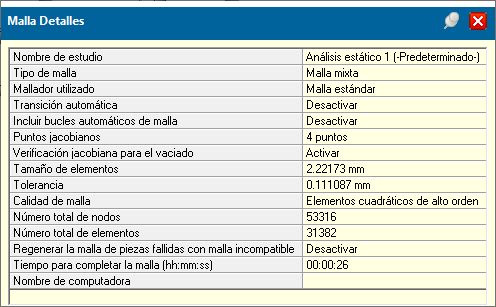 Malla Detalles
Nombre de estudio Análisis estático 1 (-Predeterminado-)
Tipo de malla Malla mixta
Mallador utilizado Malla estándar
Transición automática Desactivar
Incluir bucles automáticos de malla Desactivar
Puntos jacobianos 4 puntos
Verificación jacobiana para el vaciado Activar
Tamaño de elementos 2.22173 mm
Tolerancia 0.111087 mm
Calidad de malla Elementos cuadráticos de alto orden
Número total de nodos 53316
Número total de elementos 31382
Regenerar la malla de piezas fallidas con malla incompatible Desactivar
Tiempo para completar la malla (hh:mm:ss) 00:00:26
Nombre de computadora